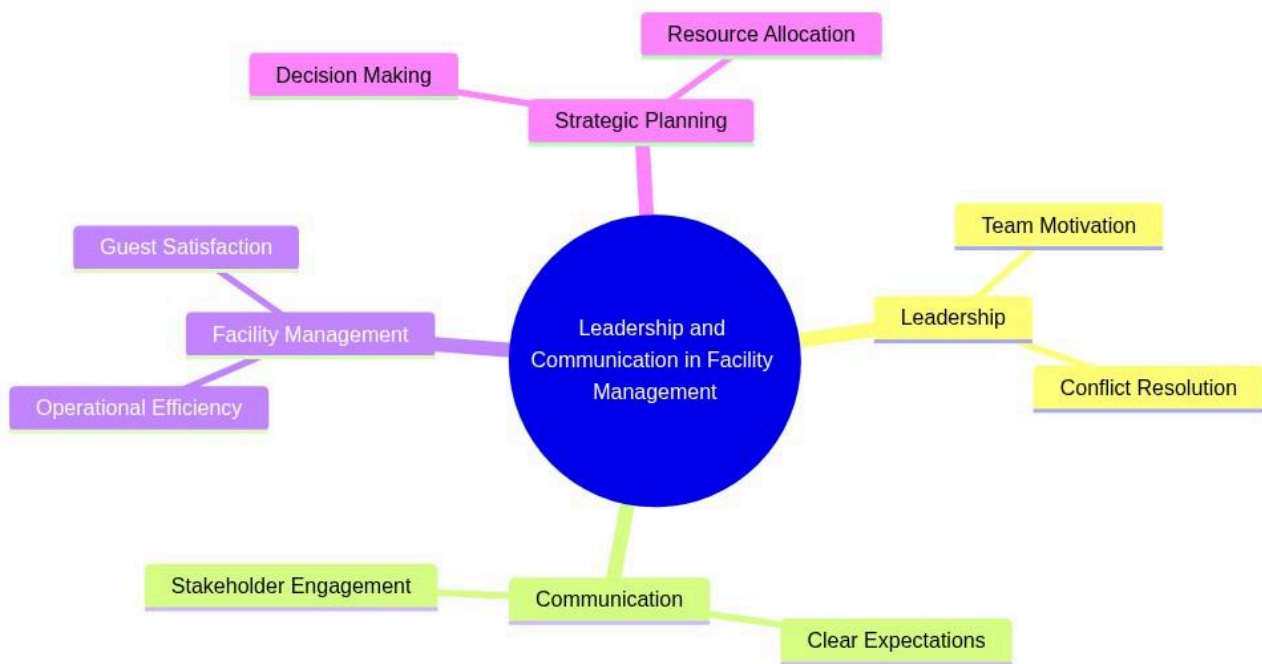 Resource Allocation
Decision Making
Strategic Planning
Team Motivation
Guest Satisfaction
Leadership
Facility Management
Leadership and
Communication in Facility
Management
Conflict Resolution
Operational Efficiency
Stakeholder Engagement
Communication
Clear Expectations